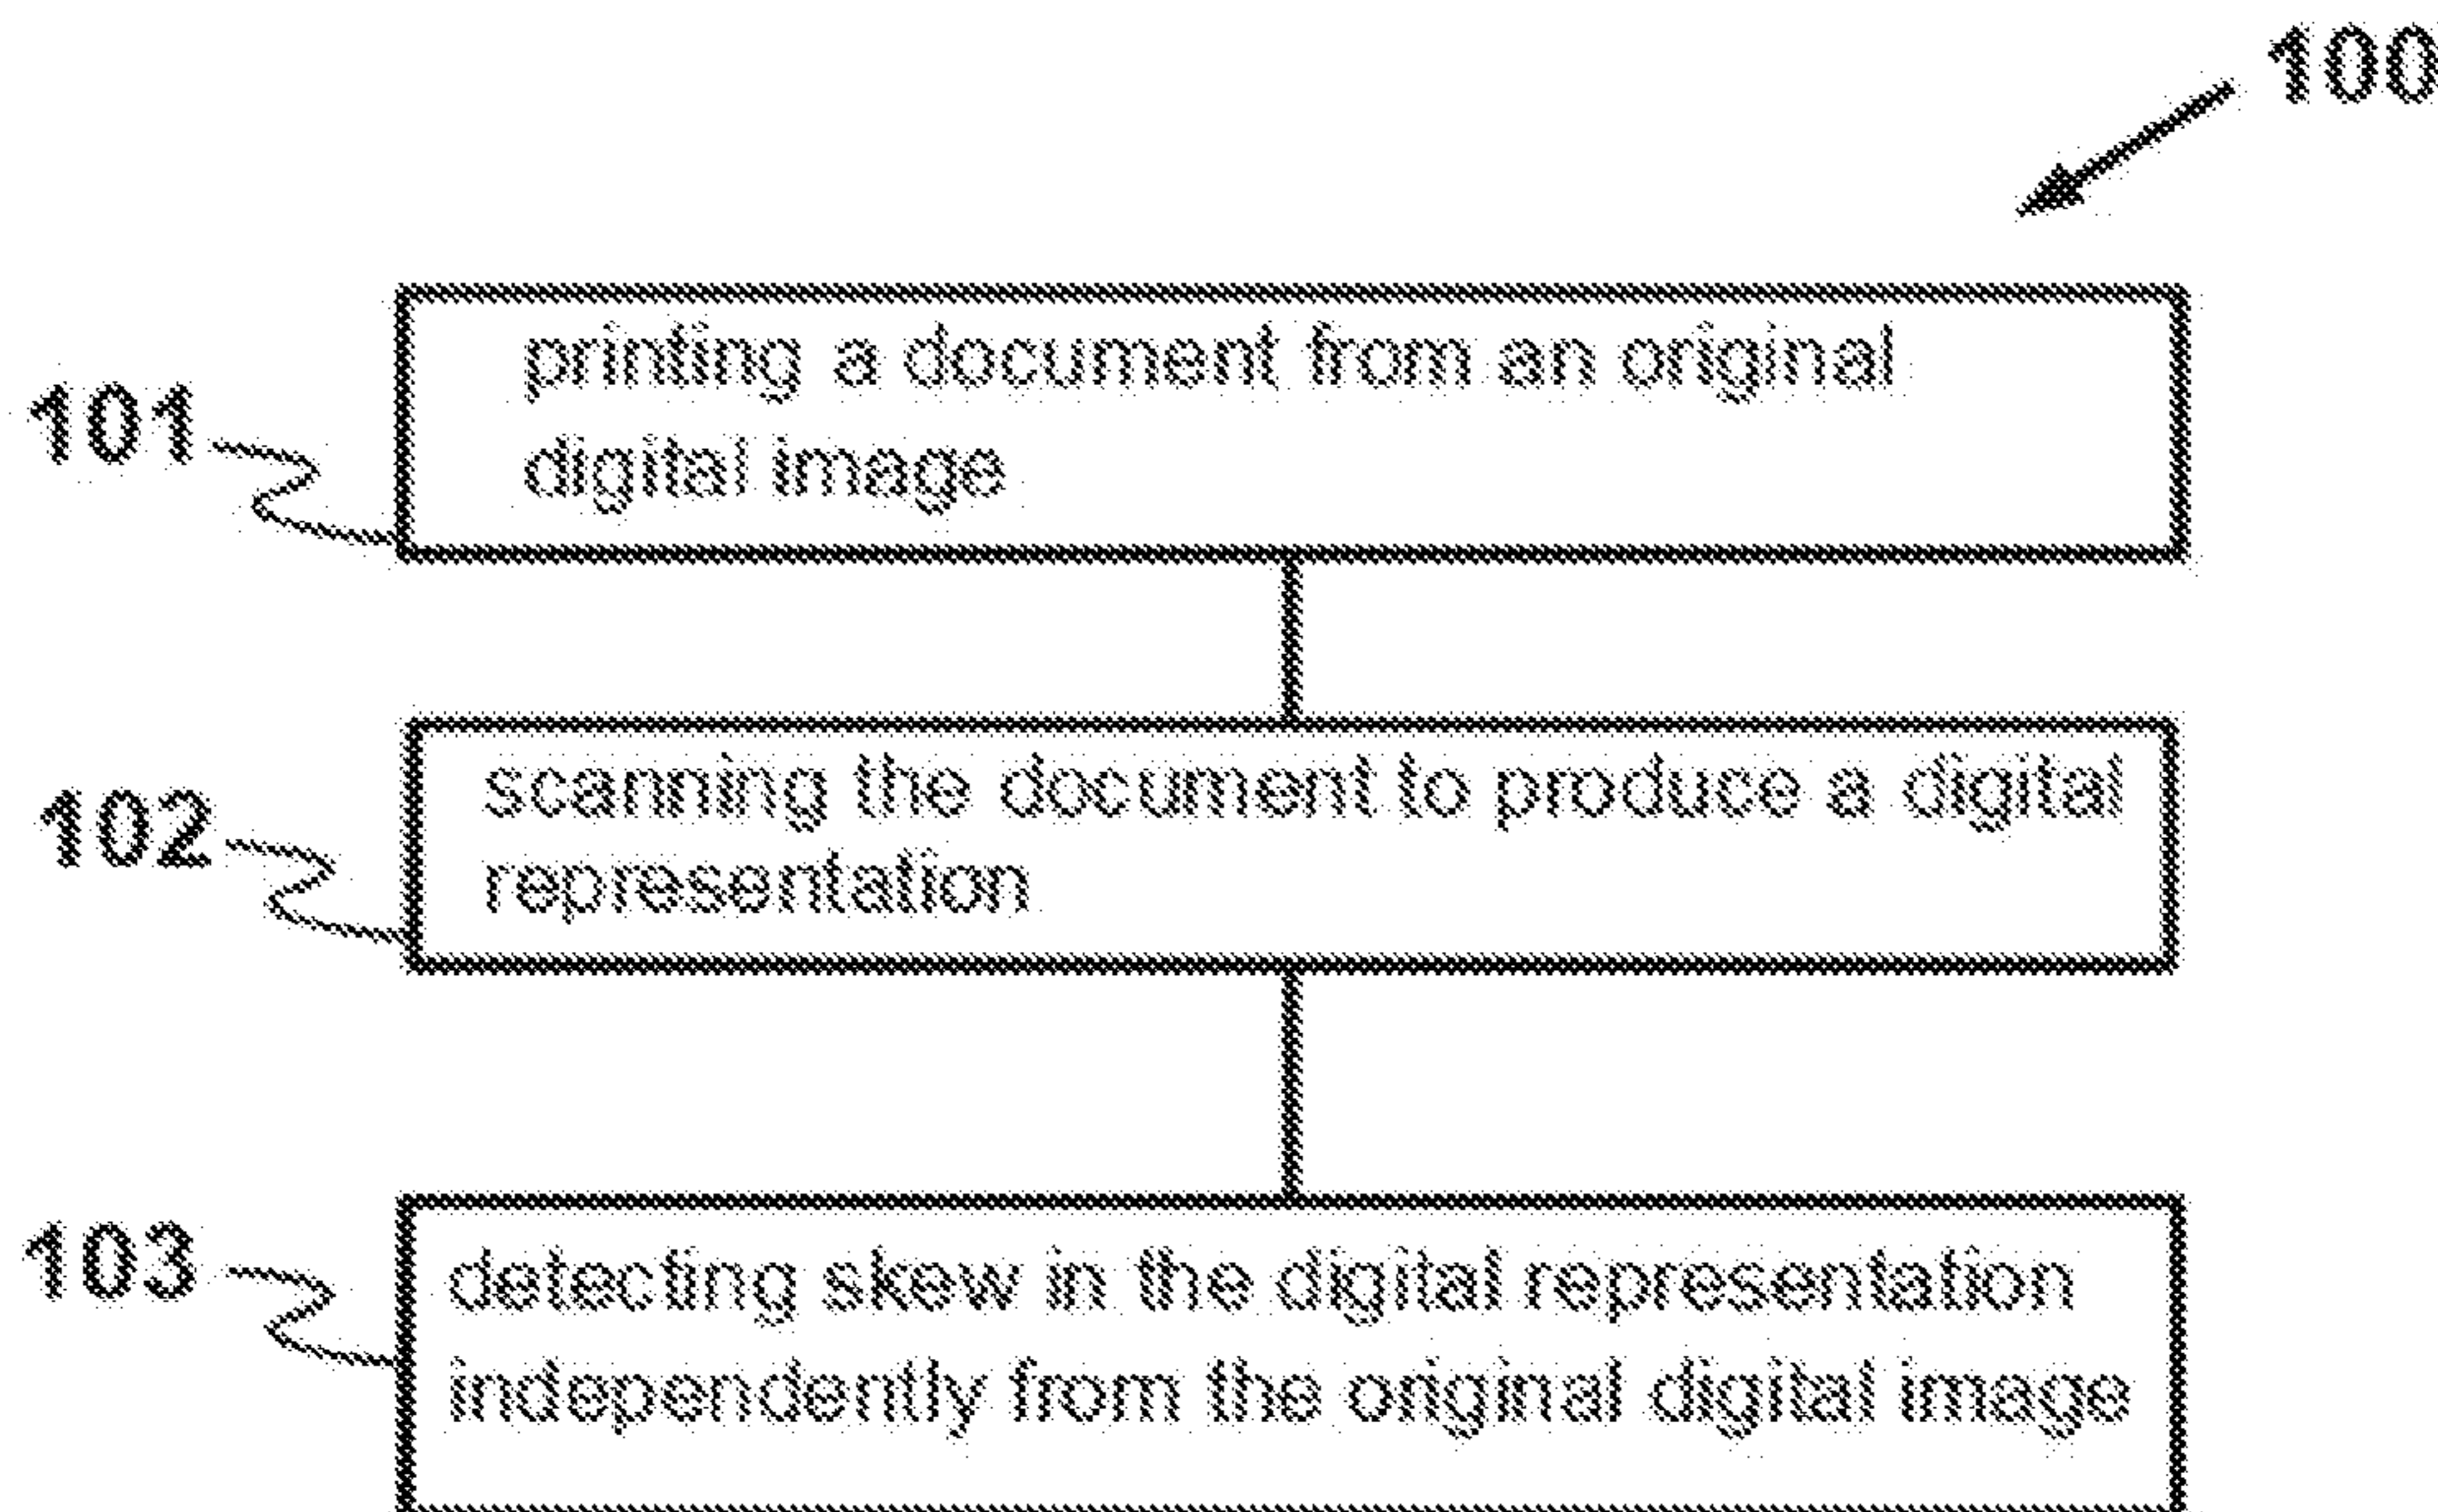 100
101
printing a document from an original
digital image
102
scanning the document to produce a digital
representation
103
detecting skew in the digital representation
independently from the original digital image